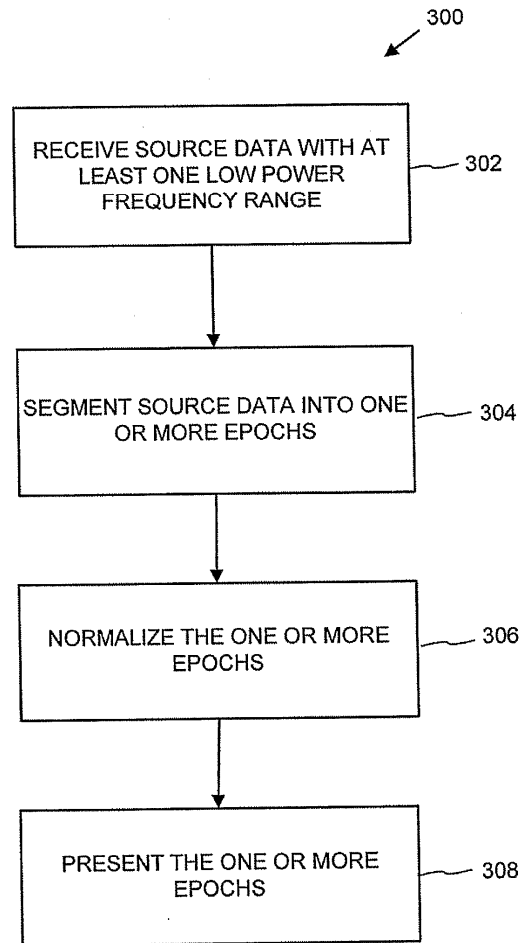 300
RECEIVE SOURCE DATA WITH AT
LEAST ONE LOW POWER
FREQUENCY RANGE
302
SEGMENT SOURCE DATA INTO ONE
OR MORE EPOCHS
304
NORMALIZE THE ONE OR MORE
EPOCHS
306
PRESENT THE ONE OR MORE
EPOCHS
308